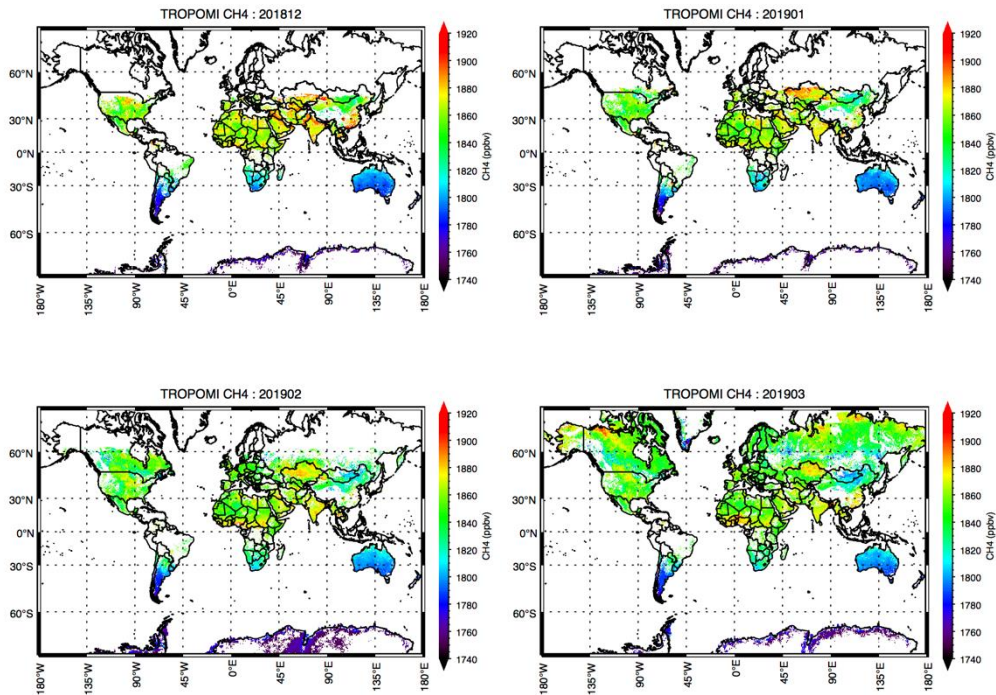 TROPOMI CH4 : 201812
1920
1900
1880
1860
1840
1820
1800
1780
1760
1740
CH4 (ppbv)
60°N
30°N
0°N
30°S
60°S
180°W
135°W
90°W
45°W
0°E
45°E
90°E
135°E
180°E
TROPOMI CH4 : 201901
1920
1900
1880
1860
1840
1820
1800
1780
1760
1740
CH4 (ppbv)
60°N
30°N
0°N
30°S
60°S
180°W
135°W
90°W
45°W
0°E
45°E
90°E
135°E
180°E
TROPOMI CH4 : 201902
1920
1900
1880
1860
1840
1820
1800
1780
1760
1740
CH4 (ppbv)
60°N
30°N
0°N
30°S
60°S
180°W
135°W
90°W
45°W
0°E
45°E
90°E
135°E
180°E
TROPOMI CH4 : 201903
1920
1900
1880
1860
1840
1820
1800
1780
1760
1740
CH4 (ppbv)
60°N
30°N
0°N
30°S
60°S
180°W
135°W
90°W
45°W
0°E
45°E
90°E
135°E
180°E